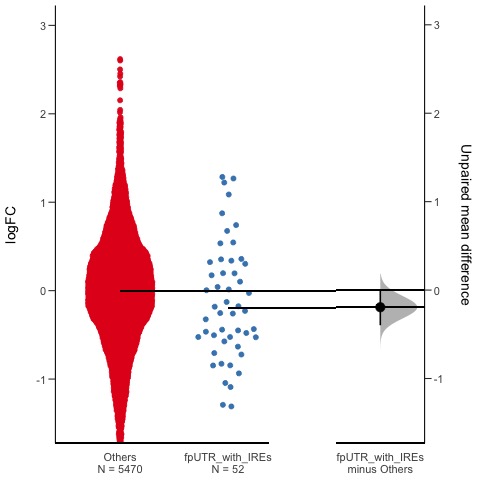 logFC
3
2
1
0
-1
3
2
1
0
-1
Unpaired mean difference
Others
N = 5470
fpUTR_with_IREs
N = 52
fpUTR_with_IREs
minus Others